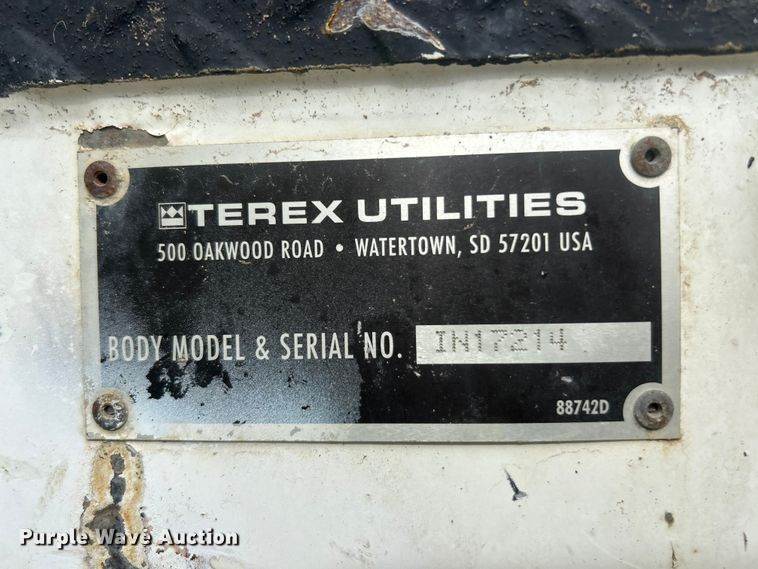 TEREX UTILITIES
500 OAKWOOD ROAD • WATERTOWN, SD 57201 USA
BODY MODEL & SERIAL NO. IN17214
88742D
Purple Wave Auction